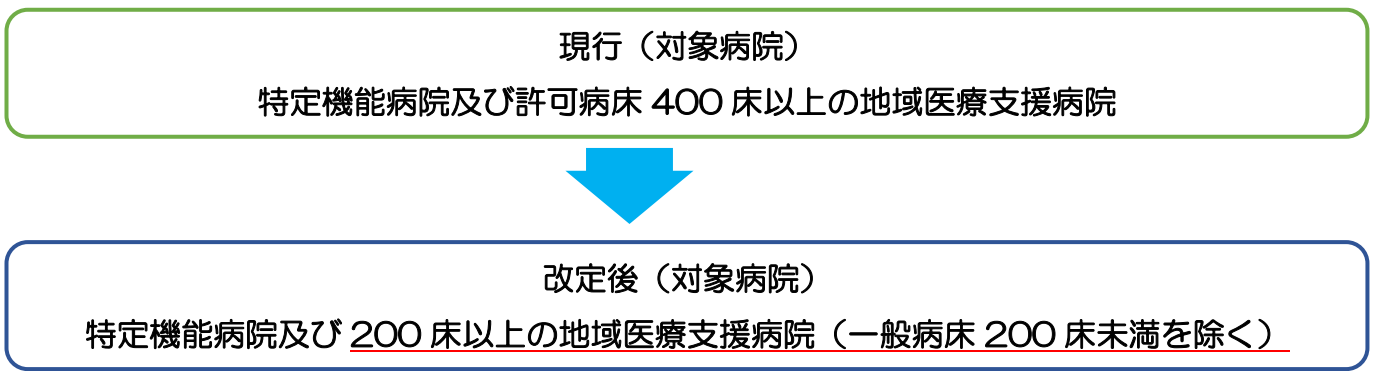 現行（対象病院）
特定機能病院及び許可病床 400 床以上の地域医療支援病院
改定後（対象病院）
特定機能病院及び 200 床以上の地域医療支援病院（一般病床 200 床未満を除く）